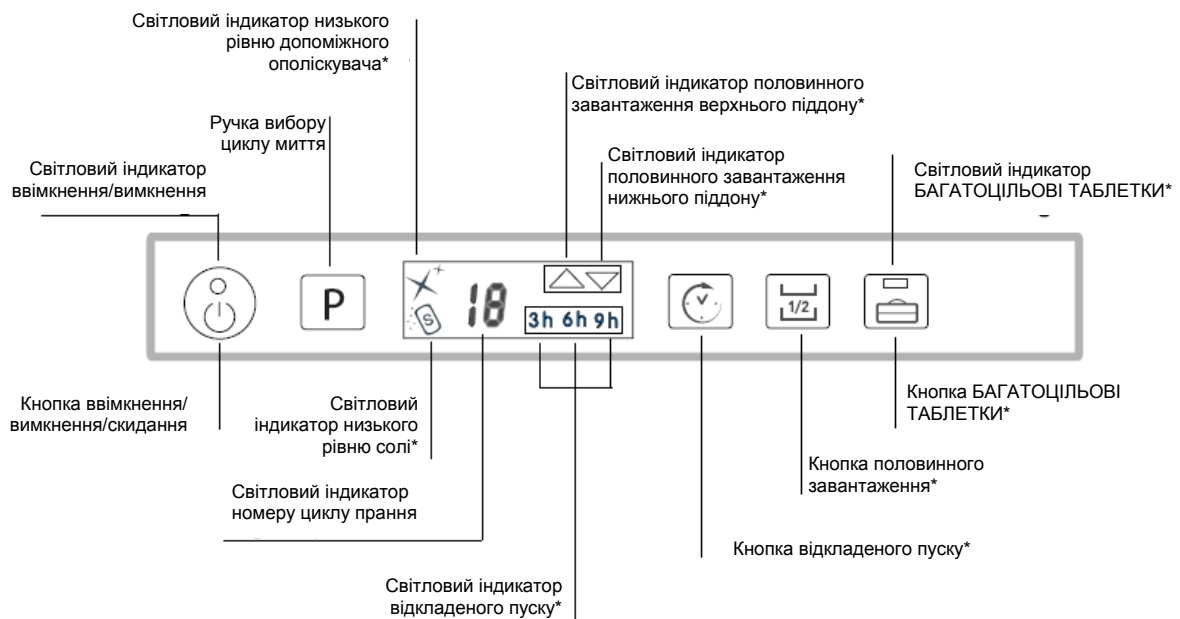 Світловий індикатор низького
рівню допоміжного
ополіскувача*
Світловий індикатор половинного
завантаження верхнього піддону*
Ручка вибору
циклу миття
Світловий індикатор
половинного завантаження
нижнього піддону*
Світловий індикатор
ввімкнення/вимкнення
Світловий індикатор
БАГАТОЦІЛЬОВІ ТАБЛЕТКИ*
P
S
18
3h 6h 9h
1/2
Кнопка ввімкнення/
вимкнення/скидання
Світловий
індикатор низького
рівню солі*
Кнопка БАГАТОЦІЛЬОВІ
ТАБЛЕТКИ*
Кнопка половинного
завантаження*
Світловий індикатор
номеру циклу прання
Кнопка відкладеного пуску*
Світловий індикатор
відкладеного пуску*